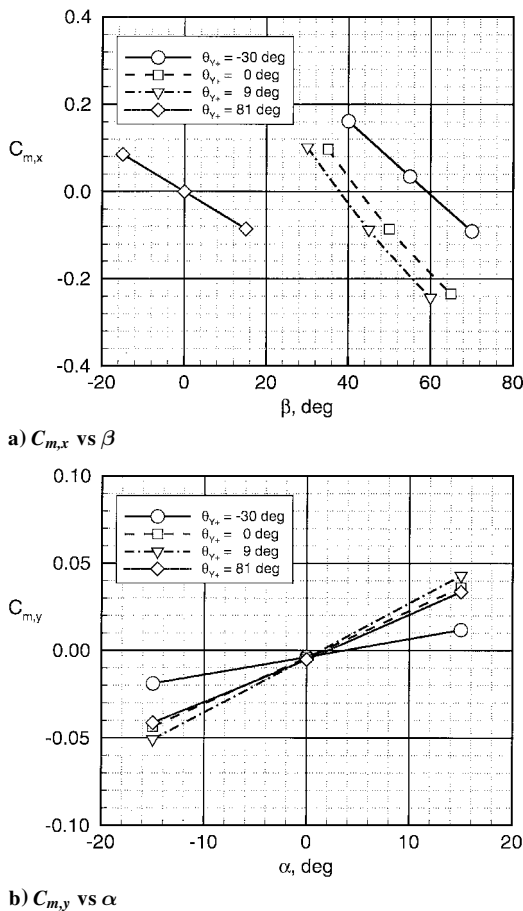 0.4
θY+ = -30 deg
θY+ = 0 deg
θY+ = 9 deg
θY+ = 81 deg
0.2
Cm,x
0.0
-0.2
-0.4
-20 0 20 40 60 80
β, deg
a) Cm,x vs β
0.10
θY+ = -30 deg
θY+ = 0 deg
θY+ = 9 deg
θY+ = 81 deg
0.05
Cm,y
0.00
-0.05
-0.10
-20 -10 0 10 20
α, deg
b) Cm,y vs α